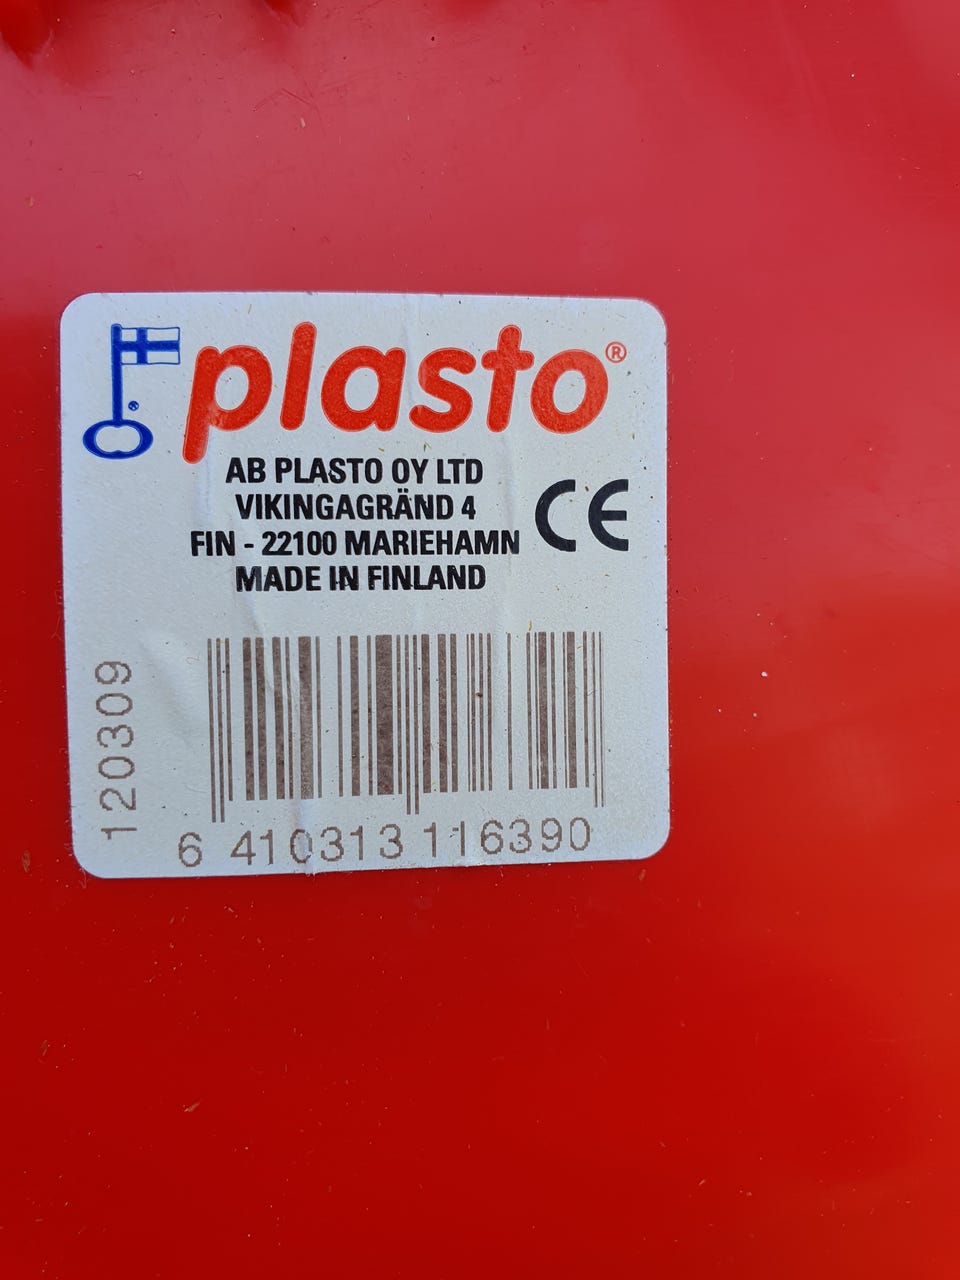 plasto®
AB PLASTO OY LTD
VIKINGAGRÄND 4
FIN - 22100 MARIEHAMN
MADE IN FINLAND
CE
120309
6 410313 116390